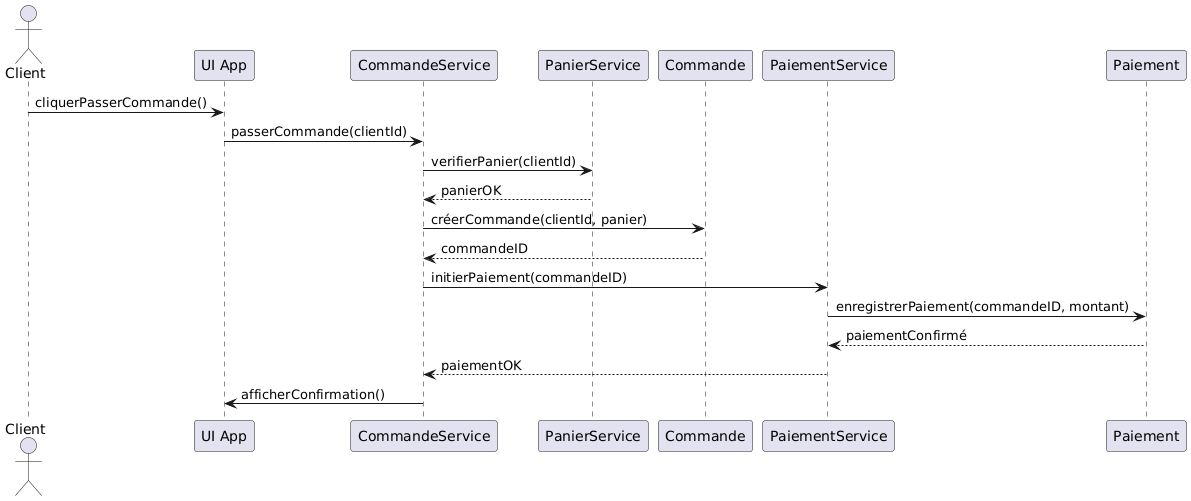 Client
UI App
CommandeService
PanierService
Commande
PaiementService
Paiement
cliquerPasserCommande()
passerCommande(clientId)
verifierPanier(clientId)
panierOK
créerCommande(clientId, panier)
commandeID
initierPaiement(commandeID)
enregistrerPaiement(commandeID, montant)
paiementConfirmé
paiementOK
afficherConfirmation()
Client
UI App
CommandeService
PanierService
Commande
PaiementService
Paiement